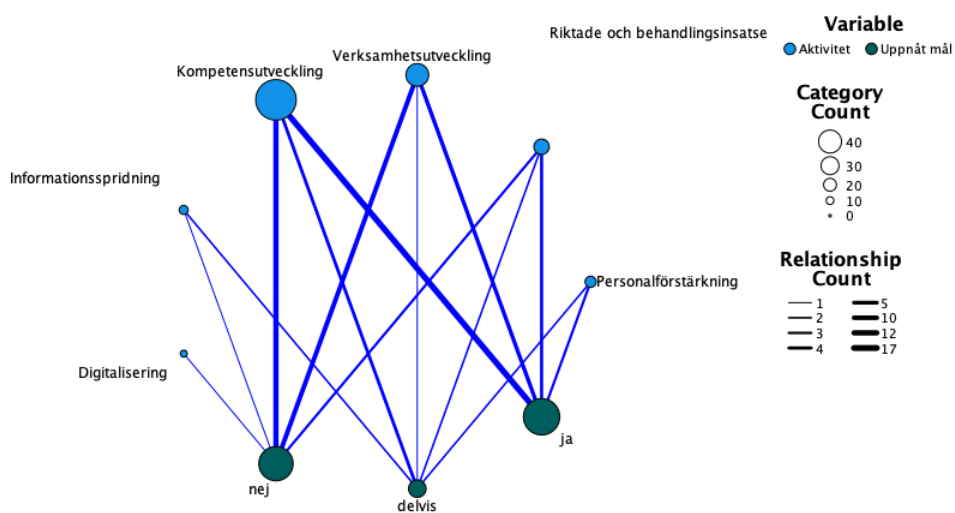 Riktade och behandlingsinsatse
Verksamhetsutveckling
Kompetensutveckling
Informationsspridning
Personalförstärkning
Digitalisering
ja
nej
delvis
Variable
Aktivitet Uppnåt mål
Category
Count
40
30
20
10
0
Relationship
Count
1 5
2 10
3 12
4 17